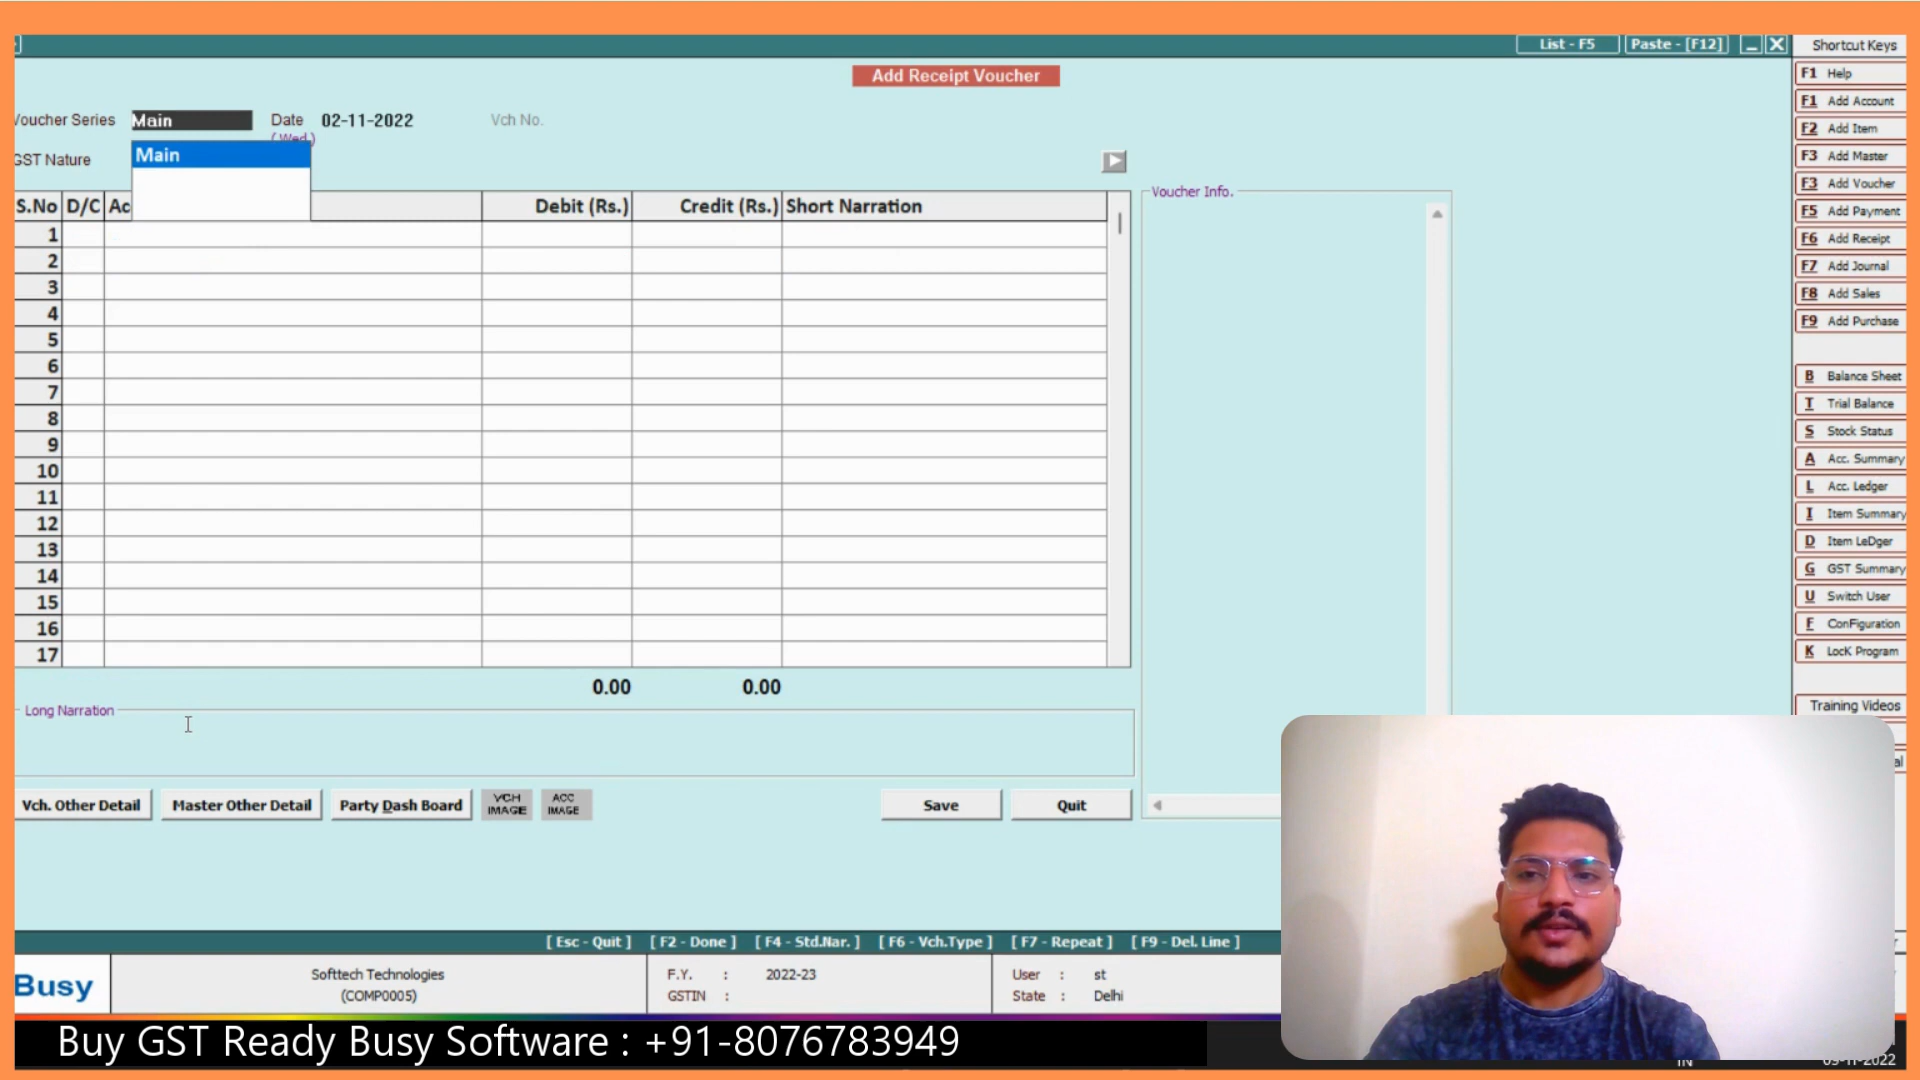 List - F5
Paste - [F12]
Shortcut Keys
Add Receipt Voucher
Voucher Series Main Date 02-11-2022 Vch No.
(Wed)
Main
GST Nature
S.No D/C Ac Debit (Rs.) Credit (Rs.) Short Narration
1
2
3
4
5
6
7
8
9
10
11
12
13
14
15
16
17
0.00 0.00
Long Narration
Voucher Info.
Vch. Other Detail
Master Other Detail
Party Dash Board
VCH IMAGE
ACC IMAGE
Save
Quit
F1 Help
F1 Add Account
F2 Add Item
F3 Add Master
F3 Add Voucher
F5 Add Payment
F6 Add Receipt
F7 Add Journal
F8 Add Sales
F9 Add Purchase
B Balance Sheet
T Trial Balance
S Stock Status
A Acc. Summary
L Acc. Ledger
I Item Summary
D Item LeDger
G GST Summary
U Switch User
F ConFiguration
K LocK Program
Training Videos
[ Esc - Quit ] [ F2 - Done ] [ F4 - Std.Nar. ] [ F6 - Vch.Type ] [ F7 - Repeat ] [ F9 - Del. Line ]
Busy
Softtech Technologies
(COMP0005)
F.Y. : 2022-23
GSTIN :
User : st
State : Delhi
Buy GST Ready Busy Software : +91-8076783949